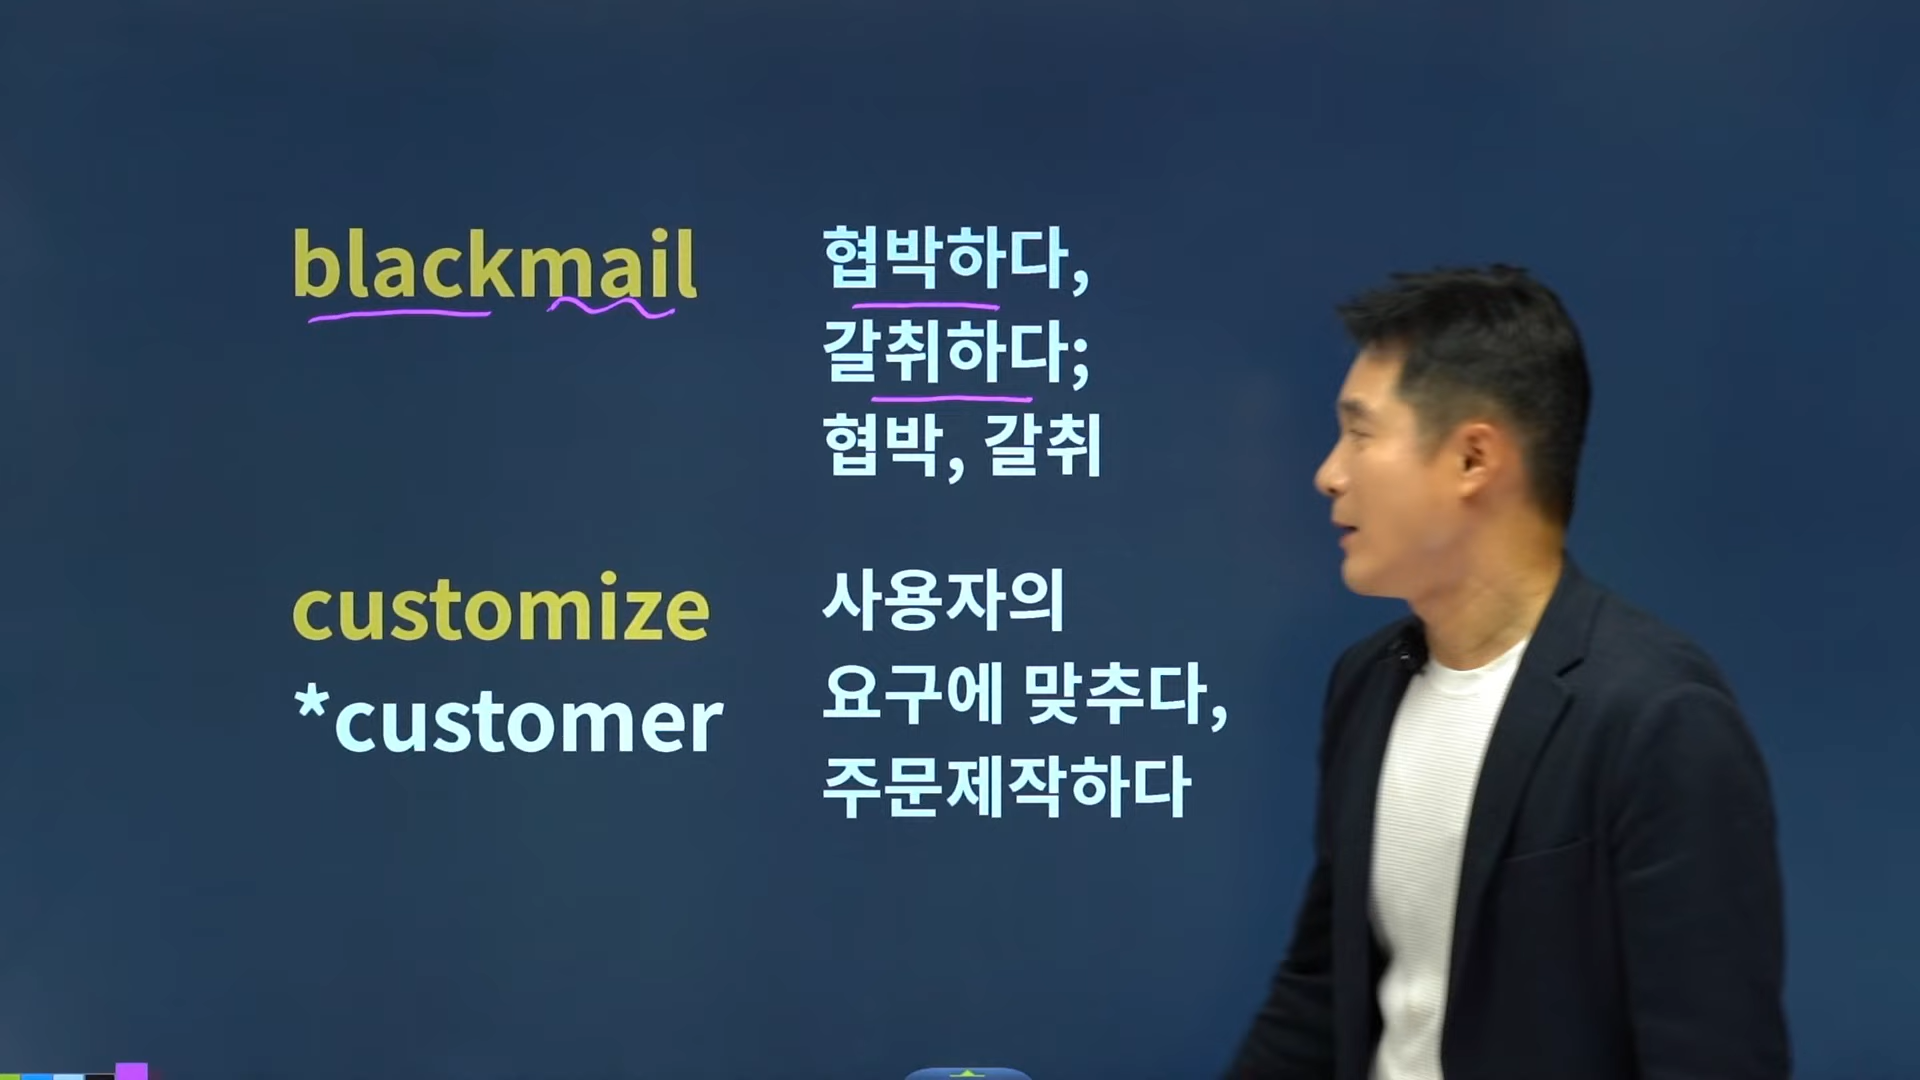 blackmail 협박하다,
갈취하다;
협박, 갈취
customize 사용자의
*customer 요구에 맞추다,
주문제작하다